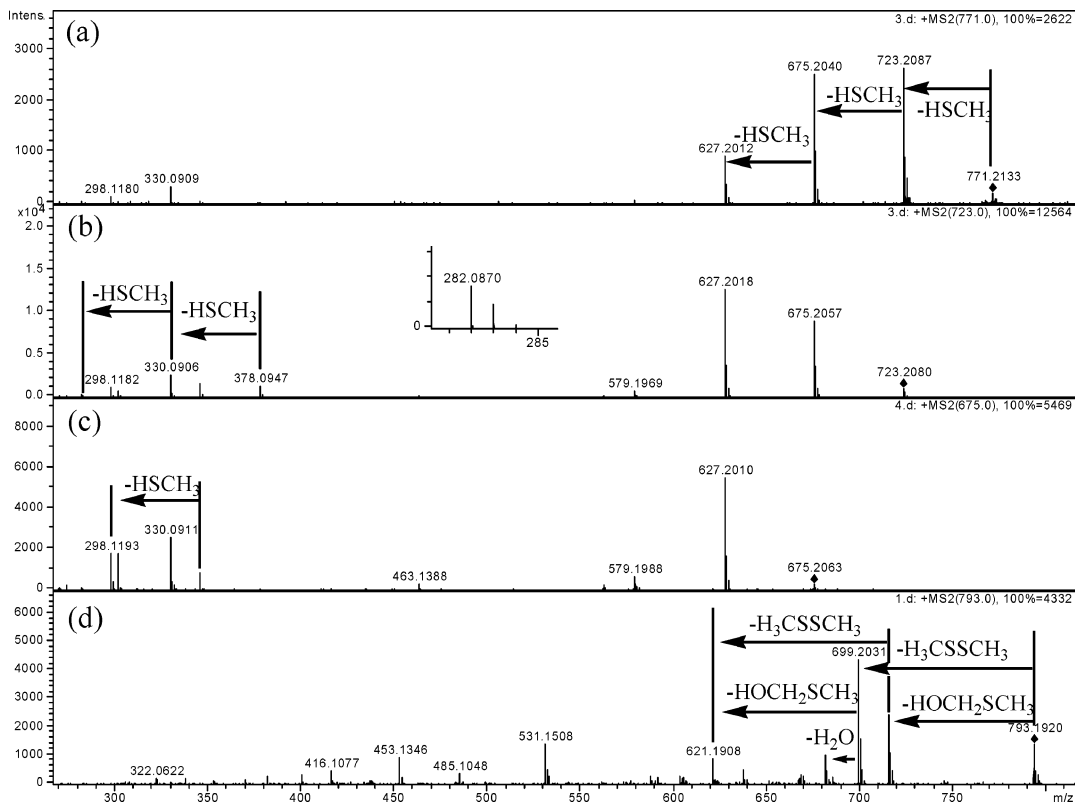 Intens.
(a)
3.d: +MS2(771.0), 100%=2622
3000
2000
1000
0
298.1180
330.0909
627.2012
675.2040
723.2087
771.2133
-HSCH3
-HSCH3
-HSCH3
x10^4
(b)
3.d: +MS2(723.0), 100%=12564
2.0
1.5
1.0
0.5
0.0
-HSCH3
-HSCH3
298.1182
330.0906
378.0947
282.0870
0
285
579.1969
627.2018
675.2057
723.2080
(c)
4.d: +MS2(675.0), 100%=5469
8000
6000
4000
2000
0
-HSCH3
298.1193
330.0911
463.1388
579.1988
627.2010
675.2063
(d)
1.d: +MS2(793.0), 100%=4332
6000
5000
4000
3000
2000
1000
0
-H3CSSCH3
-H3CSSCH3
699.2031
-HOCH2SCH3
-HOCH2SCH3
-H2O
793.1920
322.0622
416.1077
453.1346
485.1048
531.1508
621.1908
300
350
400
450
500
550
600
650
700
750
m/z